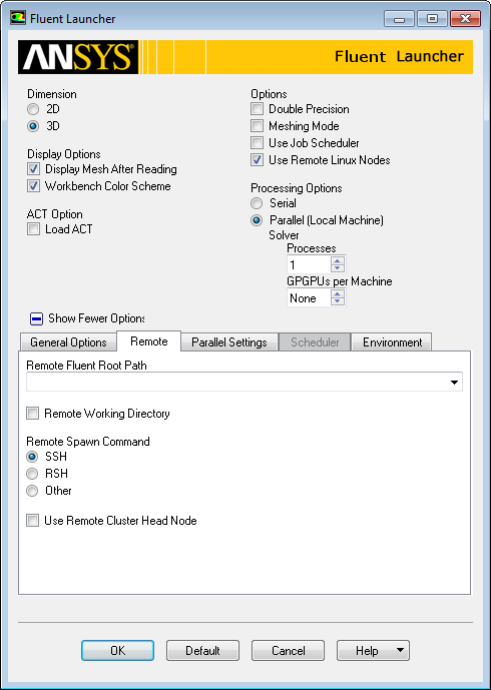 Fluent Launcher
ANSYS®
Fluent Launcher
Dimension
2D
3D
Display Options
Display Mesh After Reading
Workbench Color Scheme
ACT Option
Load ACT
Options
Double Precision
Meshing Mode
Use Job Scheduler
Use Remote Linux Nodes
Processing Options
Serial
Parallel (Local Machine)
Solver
Processes
1
GPGPUs per Machine
None
Show Fewer Options
General Options Remote Parallel Settings Scheduler Environment
Remote Fluent Root Path
Remote Working Directory
Remote Spawn Command
SSH
RSH
Other
Use Remote Cluster Head Node
OK Default Cancel Help